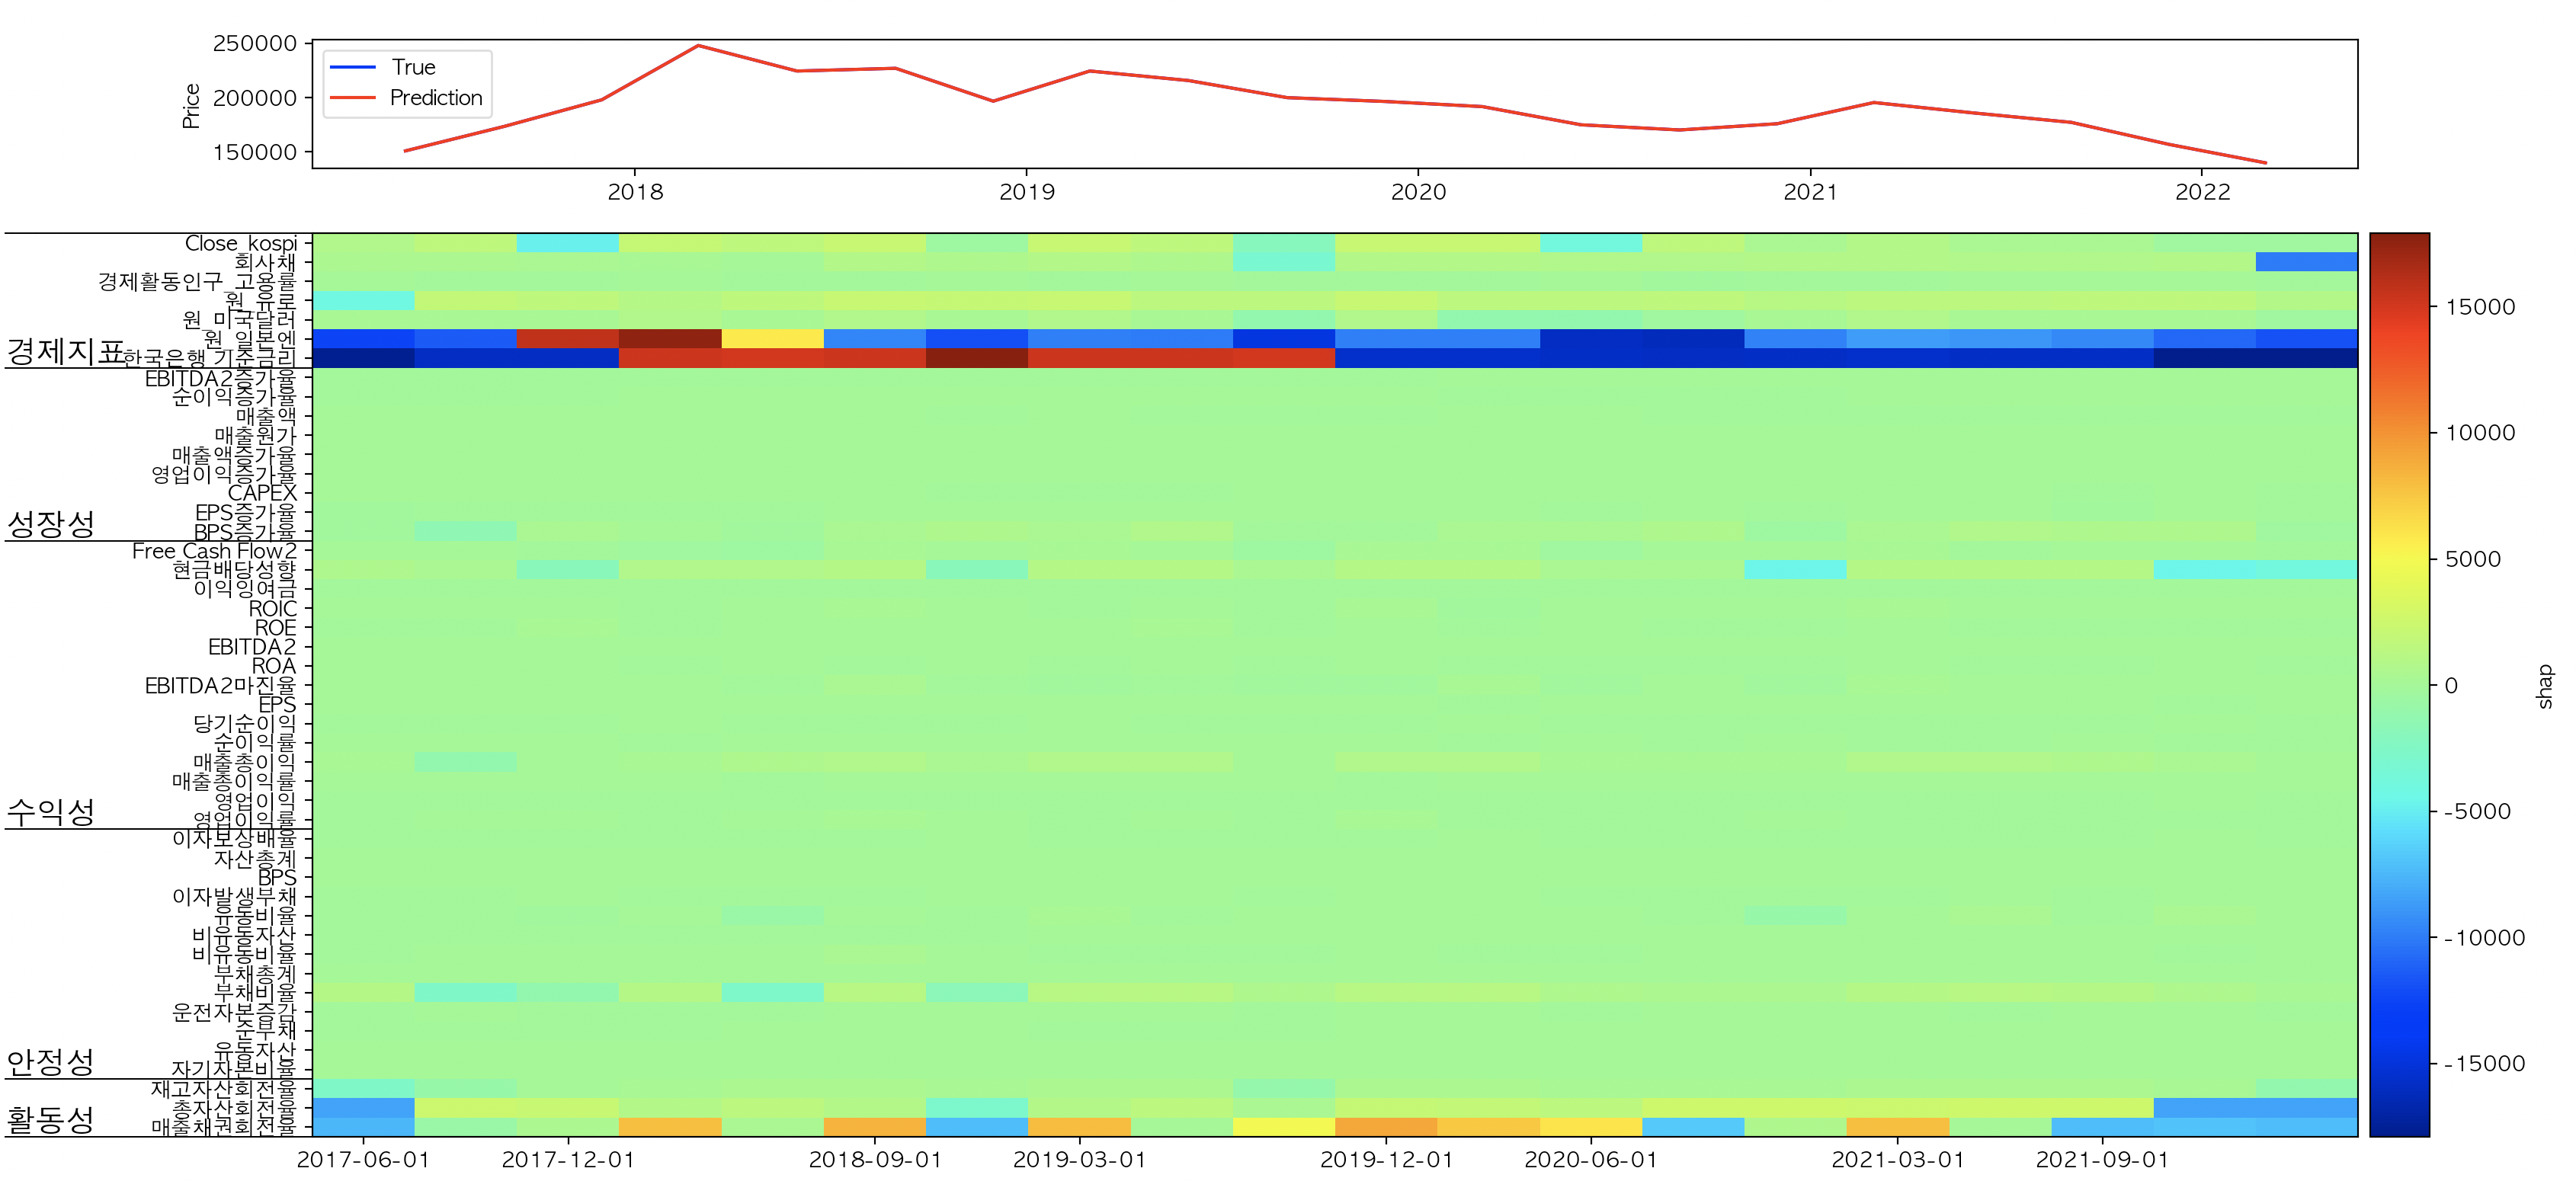 250000
True
Prediction
200000
Price
150000
2018
2019
2020
2021
2022
Close_kospi
회사채
경제활동인구_고용률
원_유로
원_미국달러
원_일본엔
경제지표
한국은행_기준금리
EBITDA2증가율
순이익증가율
매출액
매출원가
매출액증가율
영업이익증가율
CAPEX
EPS증가율
성장성
BPS증가율
Free Cash Flow2
현금배당성향
이익잉여금
ROIC
ROE
EBITDA2
ROA
EBITDA2마진율
EPS
당기순이익
순이익률
매출총이익
매출총이익률
영업이익
수익성
영업이익률
이자보상배율
자산총계
BPS
이자발생부채
유동비율
비유동자산
비유동비율
부채총계
부채비율
운전자본증감
순부채
유동자산
안정성
자기자본비율
재고자산회전율
총자산회전율
활동성
매출채권회전율
2017-06-01
2017-12-01
2018-09-01
2019-03-01
2019-12-01
2020-06-01
2021-03-01
2021-09-01
15000
10000
5000
0
-5000
-10000
-15000
shap